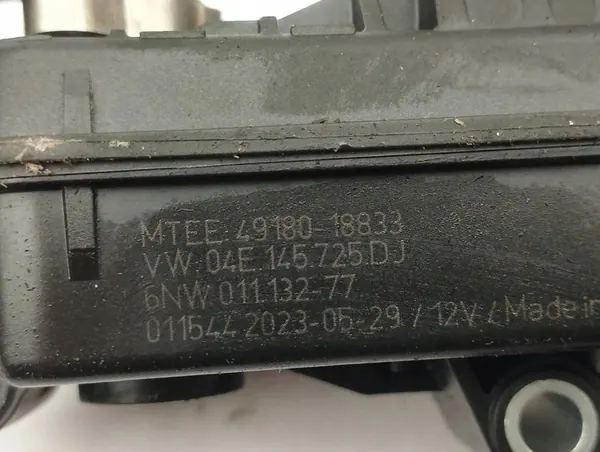 MTEE 49180-18833
VW 04E.145.725.DJ
6NW 011.132-77
011544 2023-05-29 / 12V / Made in